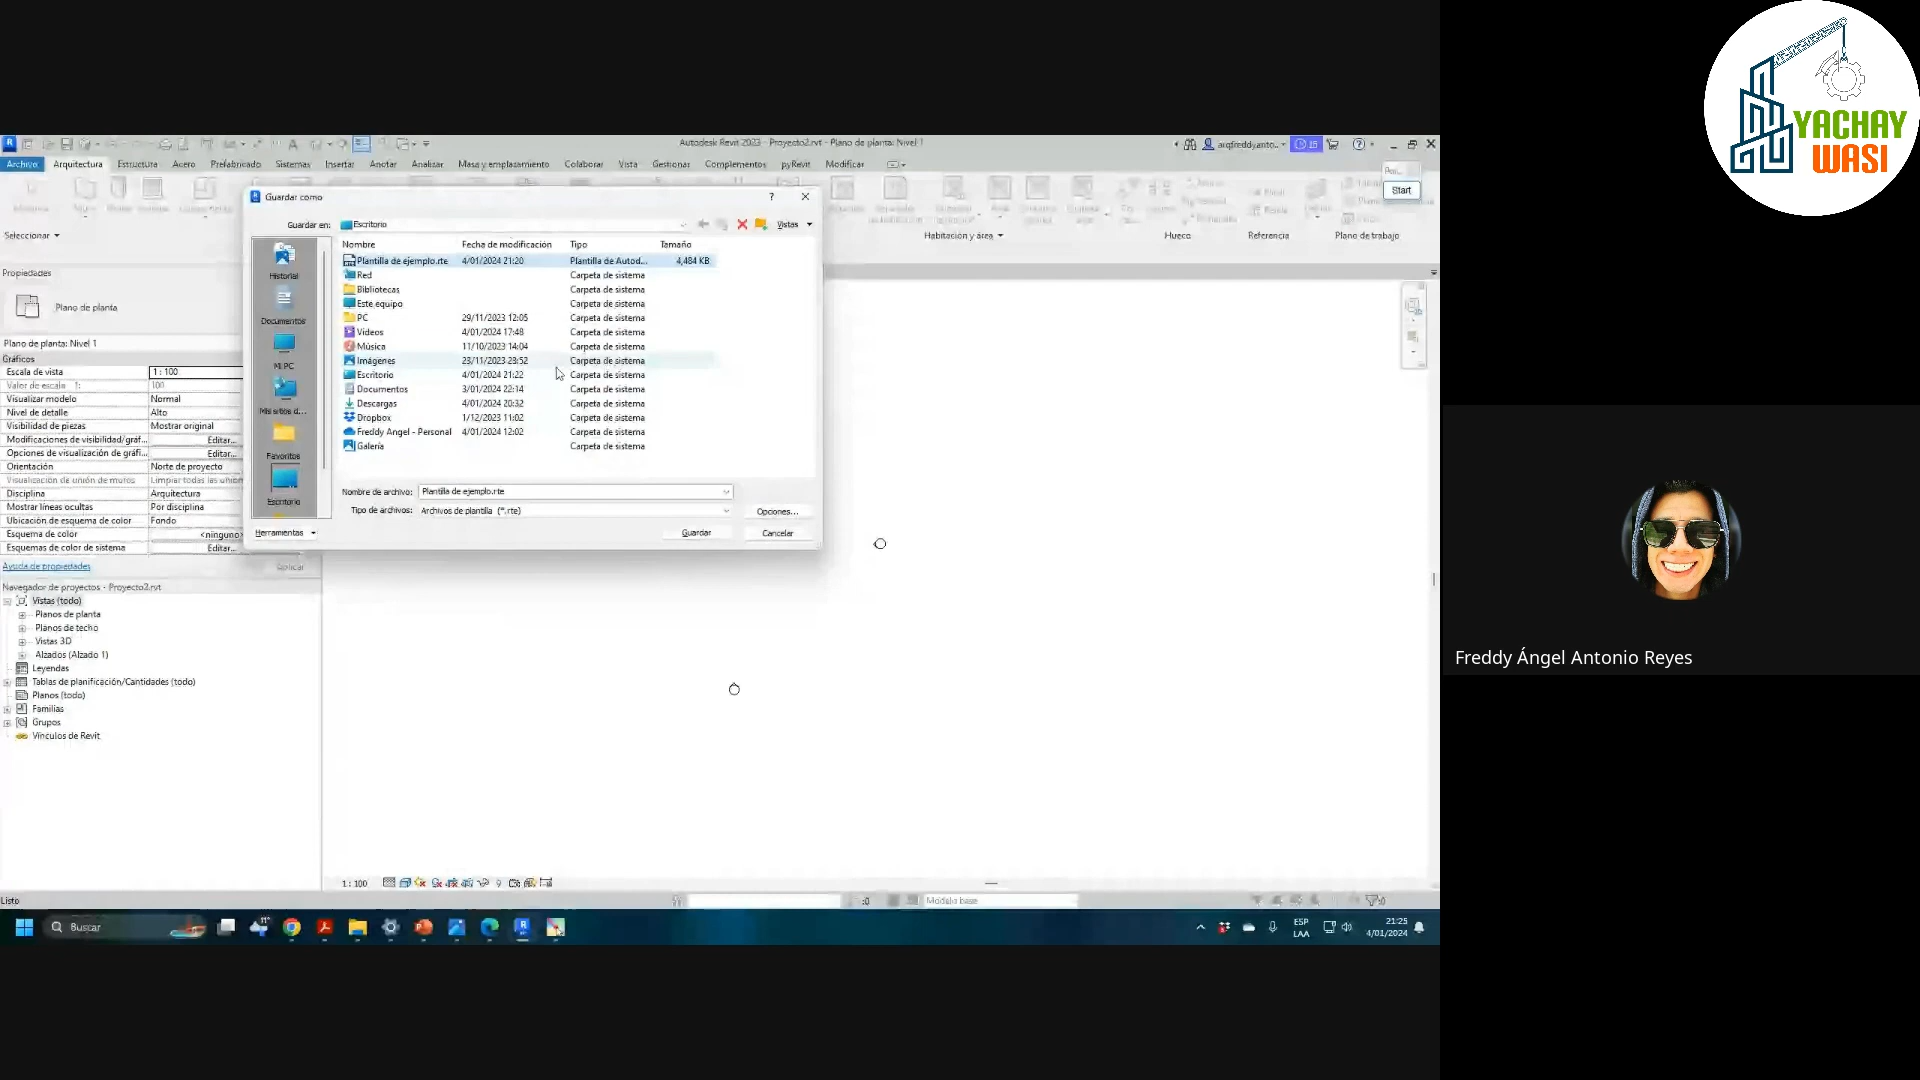 YACHAY
WASI
Autodesk Revit 2023 - Proyecto2.rvt - Plano de planta: Nivel 1
arqfreddyanto...
15
Archivo Arquitectura Estructura Acero Prefabricado Sistemas Insertar Anotar Analizar Masa y emplazamiento Colaborar Vista Gestionar Complementos pyRevit Modificar
Start
Seleccionar
Habitación y área Hueco Referencia Plano de trabajo
Guardar como
Guardar en: Escritorio Vistas
Nombre Fecha de modificación Tipo Tamaño
Plantilla de ejemplo.rte 4/01/2024 21:20 Plantilla de Autod... 4,484 KB
Red Carpeta de sistema
Bibliotecas Carpeta de sistema
Este equipo Carpeta de sistema
PC 29/11/2023 12:05 Carpeta de sistema
Videos 4/01/2024 17:48 Carpeta de sistema
Música 11/10/2023 14:04 Carpeta de sistema
Imágenes 23/11/2023 23:52 Carpeta de sistema
Escritorio 4/01/2024 21:22 Carpeta de sistema
Documentos 3/01/2024 22:14 Carpeta de sistema
Descargas 4/01/2024 20:32 Carpeta de sistema
Dropbox 1/12/2023 11:02 Carpeta de sistema
Freddy Angel - Personal 4/01/2024 12:02 Carpeta de sistema
Galería Carpeta de sistema
Historial
Documentos
Mi PC
Mis sitios d...
Favoritos
Escritorio
Nombre de archivo: Plantilla de ejemplo.rte
Tipo de archivos: Archivos de plantilla (*.rte)
Opciones...
Herramientas
Guardar
Cancelar
Propiedades
Plano de planta
Plano de planta: Nivel 1
Gráficos
Escala de vista 1 : 100
Valor de escala 1: 100
Visualizar modelo Normal
Nivel de detalle Alto
Visibilidad de piezas Mostrar original
Modificaciones de visibilidad/gráf... Editar...
Opciones de visualización de gráfi... Editar...
Orientación Norte de proyecto
Visualización de unión de muros Limpiar todas las union
Disciplina Arquitectura
Mostrar líneas ocultas Por disciplina
Ubicación de esquema de color Fondo
Esquema de color <ninguno>
Esquemas de color de sistema Editar...
Ayuda de propiedades Aplicar
Navegador de proyectos - Proyecto2.rvt
Vistas (todo)
Planos de planta
Planos de techo
Vistas 3D
Alzados (Alzado 1)
Leyendas
Tablas de planificación/Cantidades (todo)
Planos (todo)
Familias
Grupos
Vínculos de Revit
1 : 100
Listo
:0
Modelo base
:0
Buscar
11°
ESP
LAA
21:25
4/01/2024
Freddy Ángel Antonio Reyes